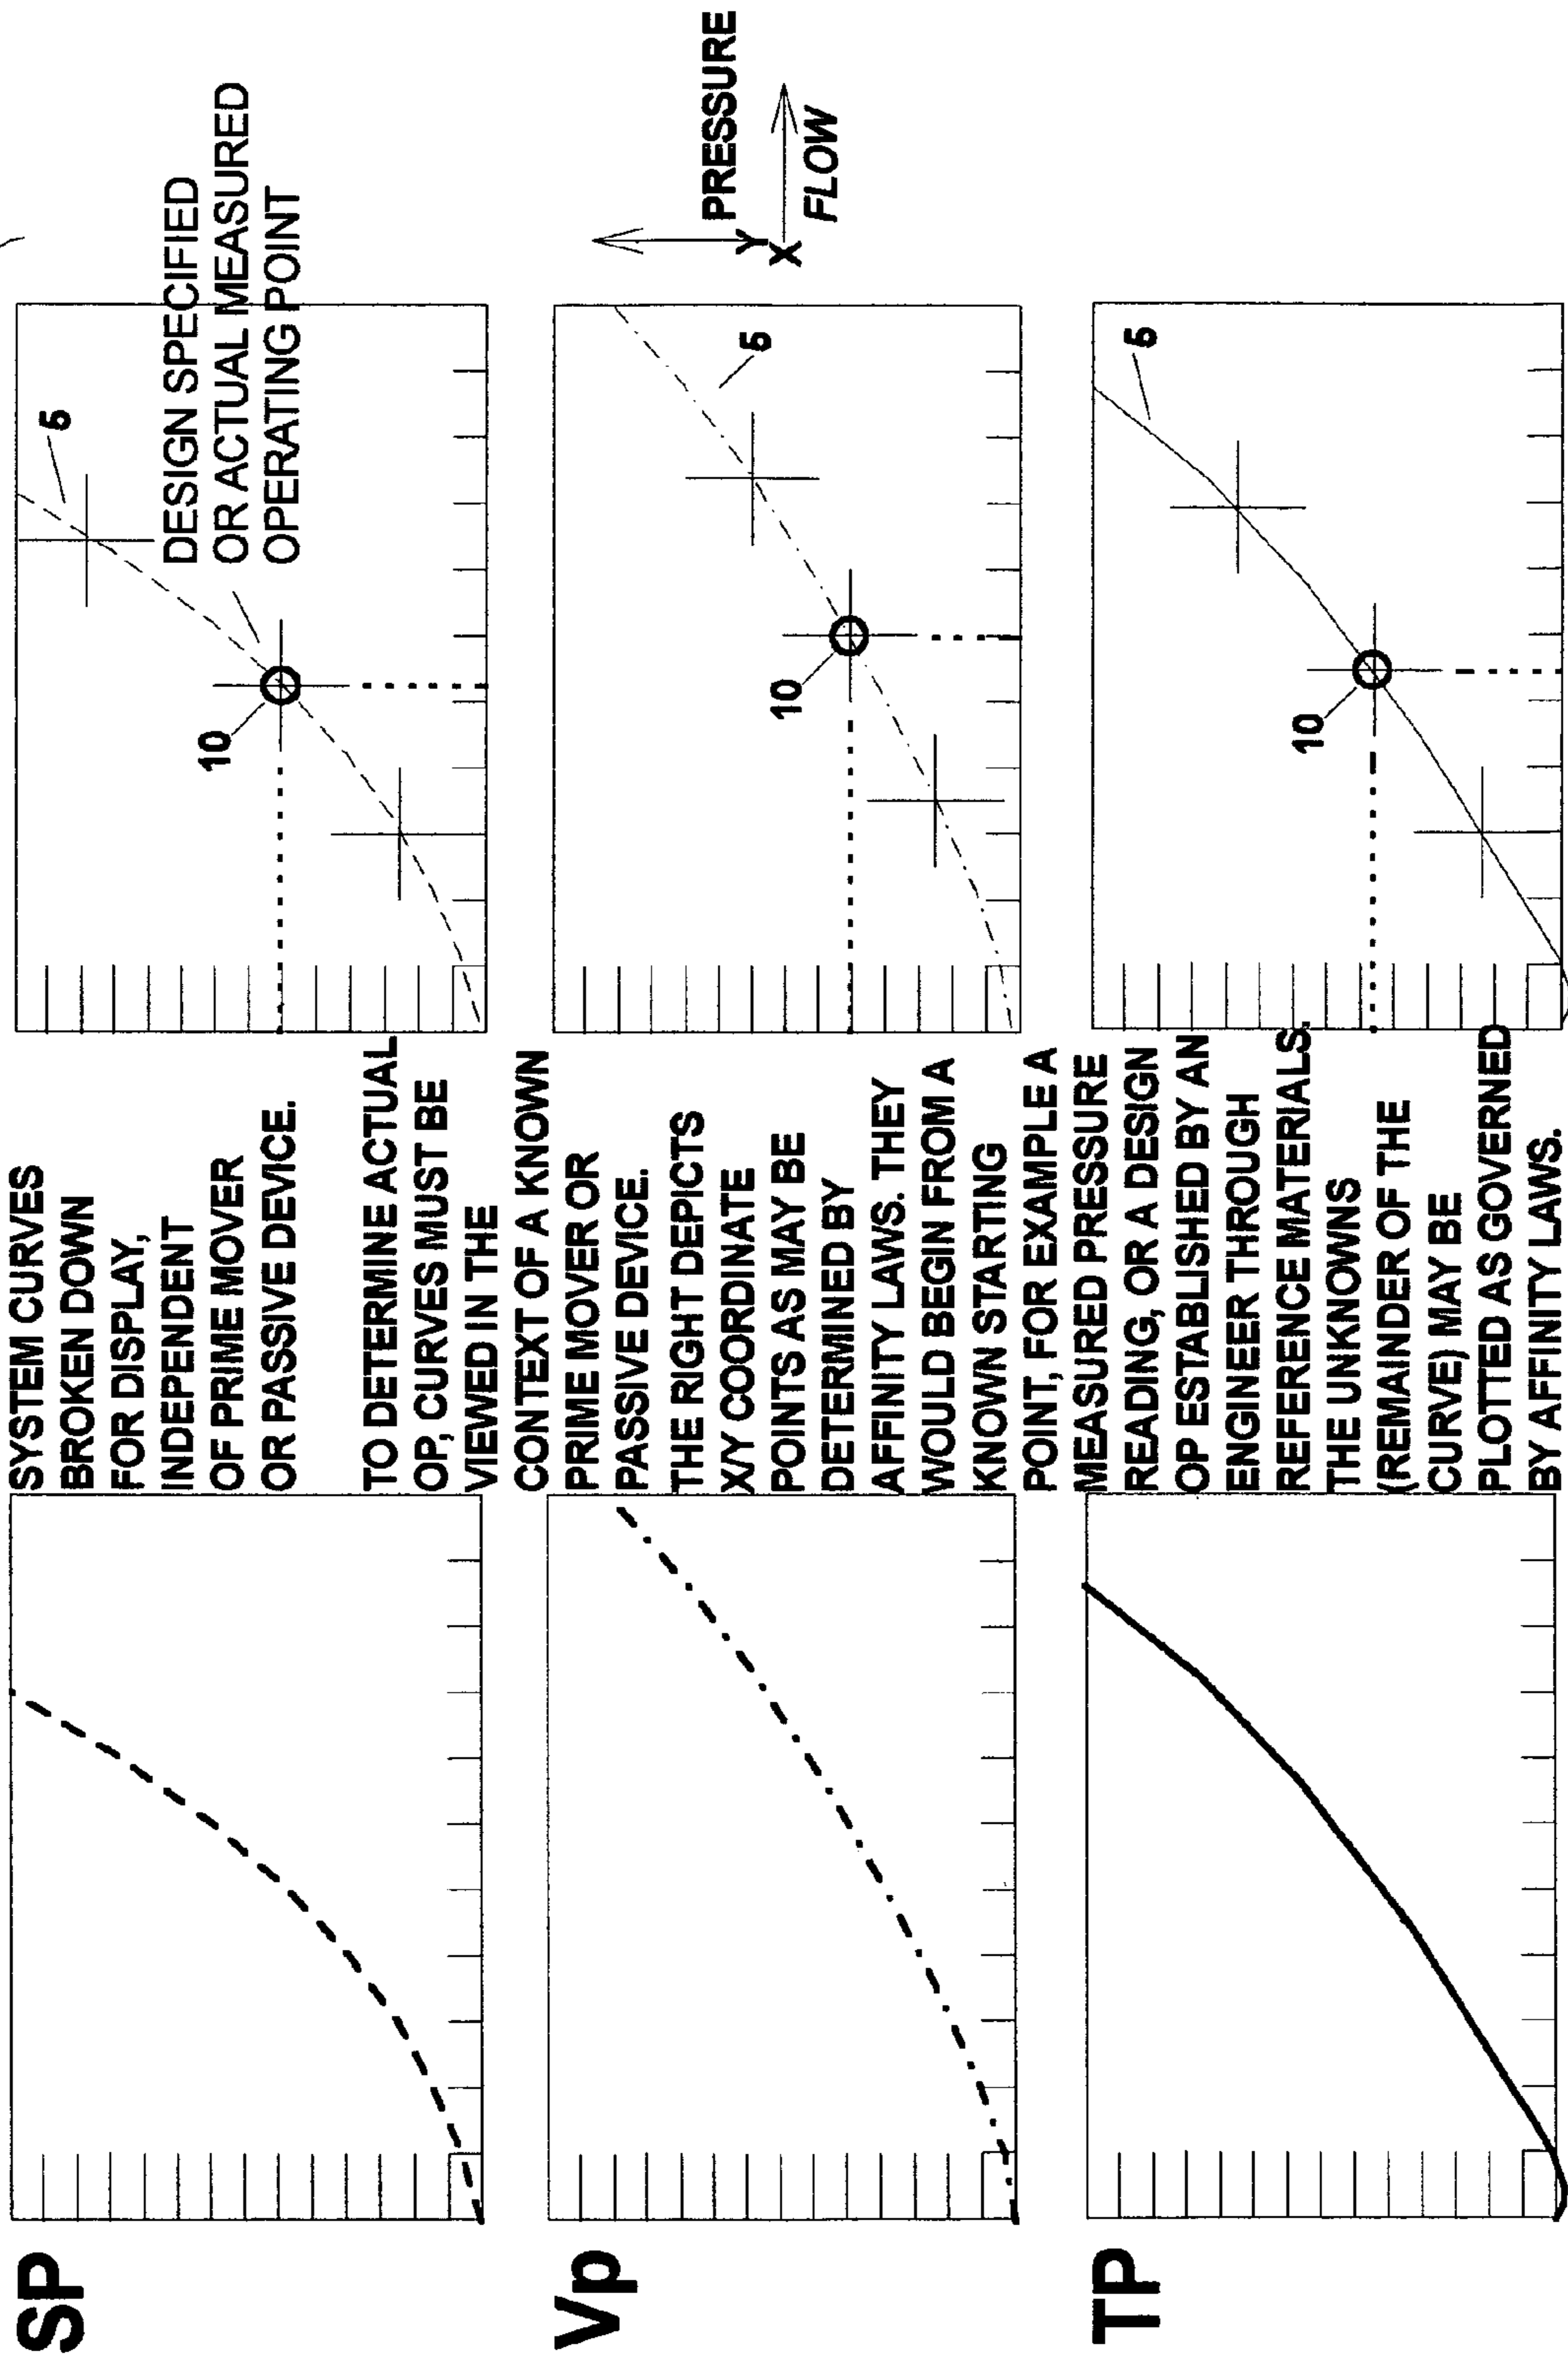 SP
SYSTEM CURVES
BROKEN DOWN
FOR DISPLAY,
INDEPENDENT
OF PRIME MOVER
OR PASSIVE DEVICE.
TO DETERMINE ACTUAL
OP, CURVES MUST BE
VIEWED IN THE
CONTEXT OF A KNOWN
PRIME MOVER OR
PASSIVE DEVICE.
THE RIGHT DEPICTS
X/Y COORDINATE
POINTS AS MAY BE
DETERMINED BY
AFFINITY LAWS. THEY
WOULD BEGIN FROM A
KNOWN STARTING
POINT, FOR EXAMPLE A
MEASURED PRESSURE
READING, OR A DESIGN
OP ESTABLISHED BY AN
ENGINEER THROUGH
REFERENCE MATERIALS.
THE UNKNOWNS
(REMAINDER OF THE
CURVE) MAY BE
PLOTTED AS GOVERNED
BY AFFINITY LAWS.
5
10
DESIGN SPECIFIED
OR ACTUAL MEASURED
OPERATING POINT
Vp
5
10
PRESSURE
Y
X
FLOW
TP
5
10